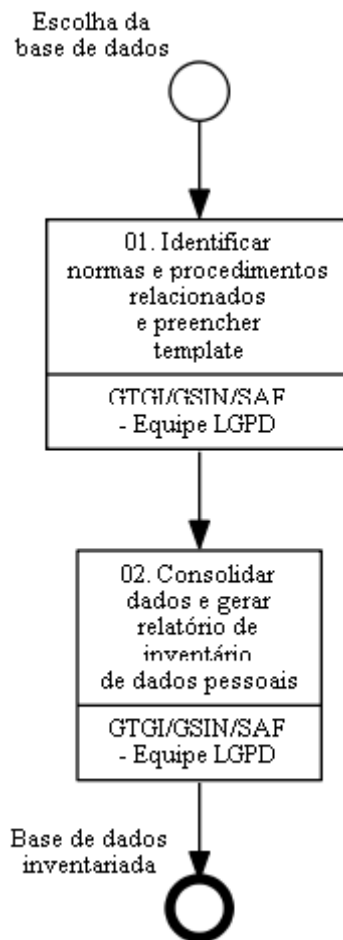 Escolha da
base de dados
01. Identificar
normas e procedimentos
relacionados
e preencher
template
GTGI/GSIN/SAF
- Equipe LGPD
02. Consolidar
dados e gerar
relatório de
inventário
de dados pessoais
GTGI/GSIN/SAF
- Equipe LGPD
Base de dados
inventariada